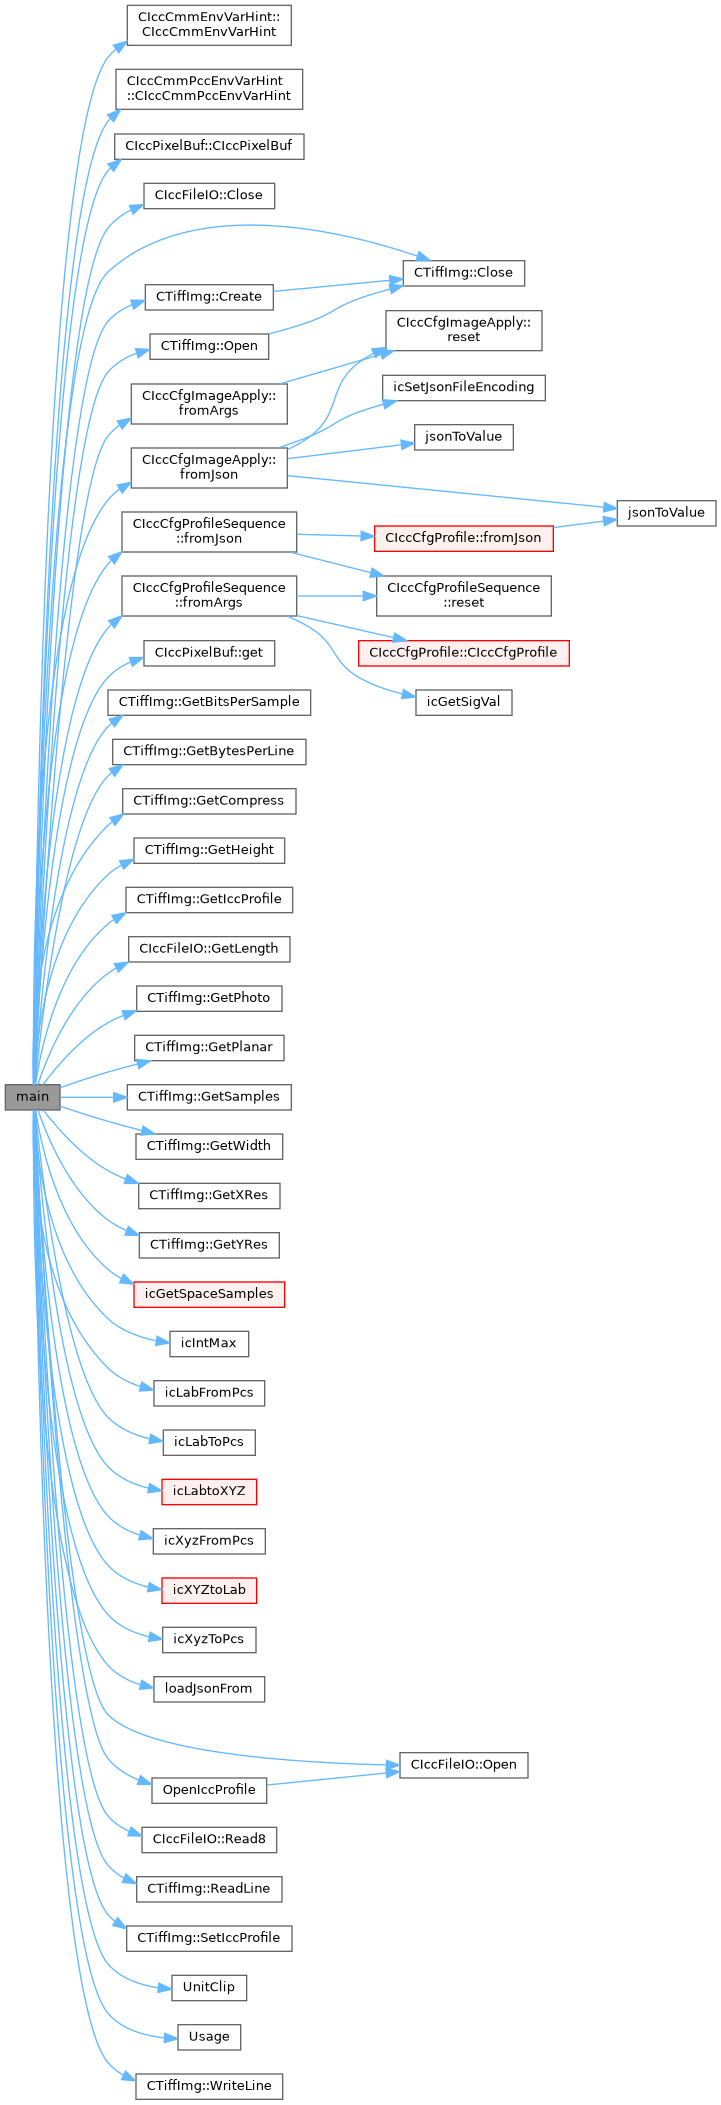 CIccCmmEnvVarHint::
CIccCmmEnvVarHint
CIccCmmPccEnvVarHint
::CIccCmmPccEnvVarHint
CIccPixelBuf::CIccPixelBuf
CIccFileIO::Close
CTiffImg::Close
CTiffImg::Create
CTiffImg::Open
CIccCfgImageApply::
reset
CIccCfgImageApply::
fromArgs
icSetJsonFileEncoding
jsonToValue
CIccCfgImageApply::
fromJson
jsonToValue
CIccCfgProfileSequence
::fromJson
CIccCfgProfile::fromJson
CIccCfgProfileSequence
::reset
CIccCfgProfileSequence
::fromArgs
CIccCfgProfile::CIccCfgProfile
icGetSigVal
CIccPixelBuf::get
CTiffImg::GetBitsPerSample
CTiffImg::GetBytesPerLine
CTiffImg::GetCompress
CTiffImg::GetHeight
CTiffImg::GetIccProfile
CIccFileIO::GetLength
CTiffImg::GetPhoto
CTiffImg::GetPlanar
main
CTiffImg::GetSamples
CTiffImg::GetWidth
CTiffImg::GetXRes
CTiffImg::GetYRes
icGetSpaceSamples
icIntMax
icLabFromPcs
icLabToPcs
icLabtoXYZ
icXyzFromPcs
icXYZtoLab
icXyzToPcs
loadJsonFrom
CIccFileIO::Open
OpenIccProfile
CIccFileIO::Read8
CTiffImg::ReadLine
CTiffImg::SetIccProfile
UnitClip
Usage
CTiffImg::WriteLine